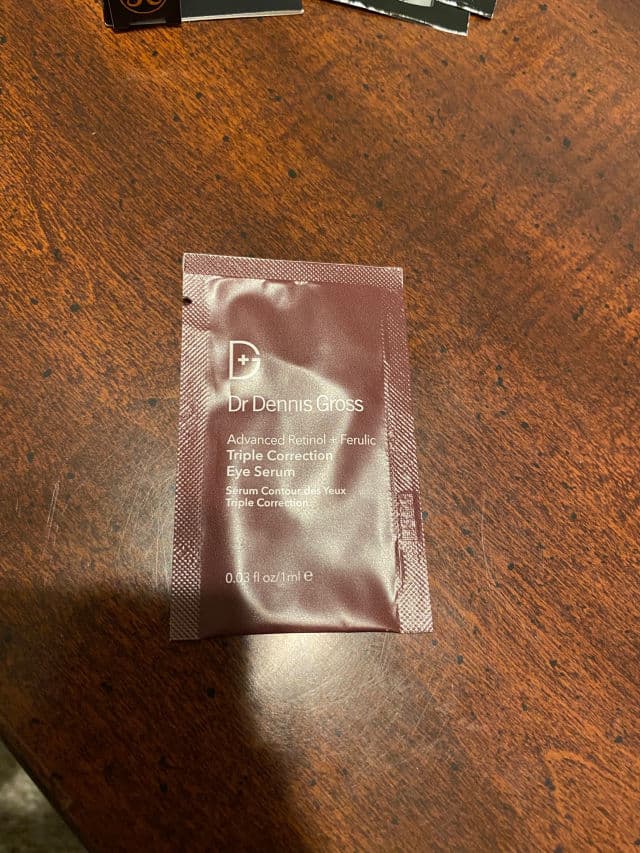 Dr Dennis Gross
Advanced Retinol + Ferulic
Triple Correction
Eye Serum
Sérum Contour des Yeux
Triple Correction
0.03 fl oz/1ml ℮